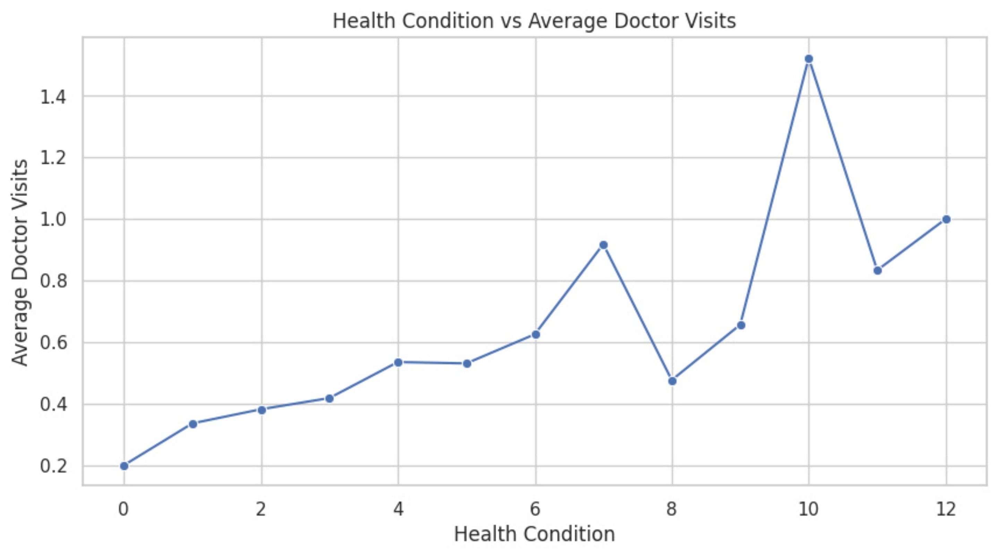 Health Condition vs Average Doctor Visits
Average Doctor Visits
1.4
1.2
1.0
0.8
0.6
0.4
0.2
0 2 4 6 8 10 12
Health Condition